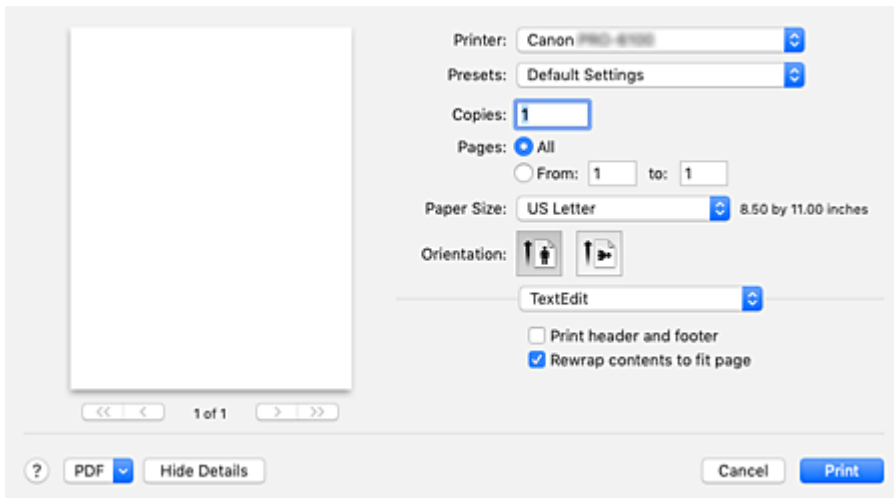 Printer: Canon
Presets: Default Settings
Copies: 1
Pages: All
From: 1 to: 1
Paper Size: US Letter 8.50 by 11.00 inches
Orientation:
TextEdit
Print header and footer
Rewrap contents to fit page
<< < 1 of 1 > >>
? PDF Hide Details Cancel Print